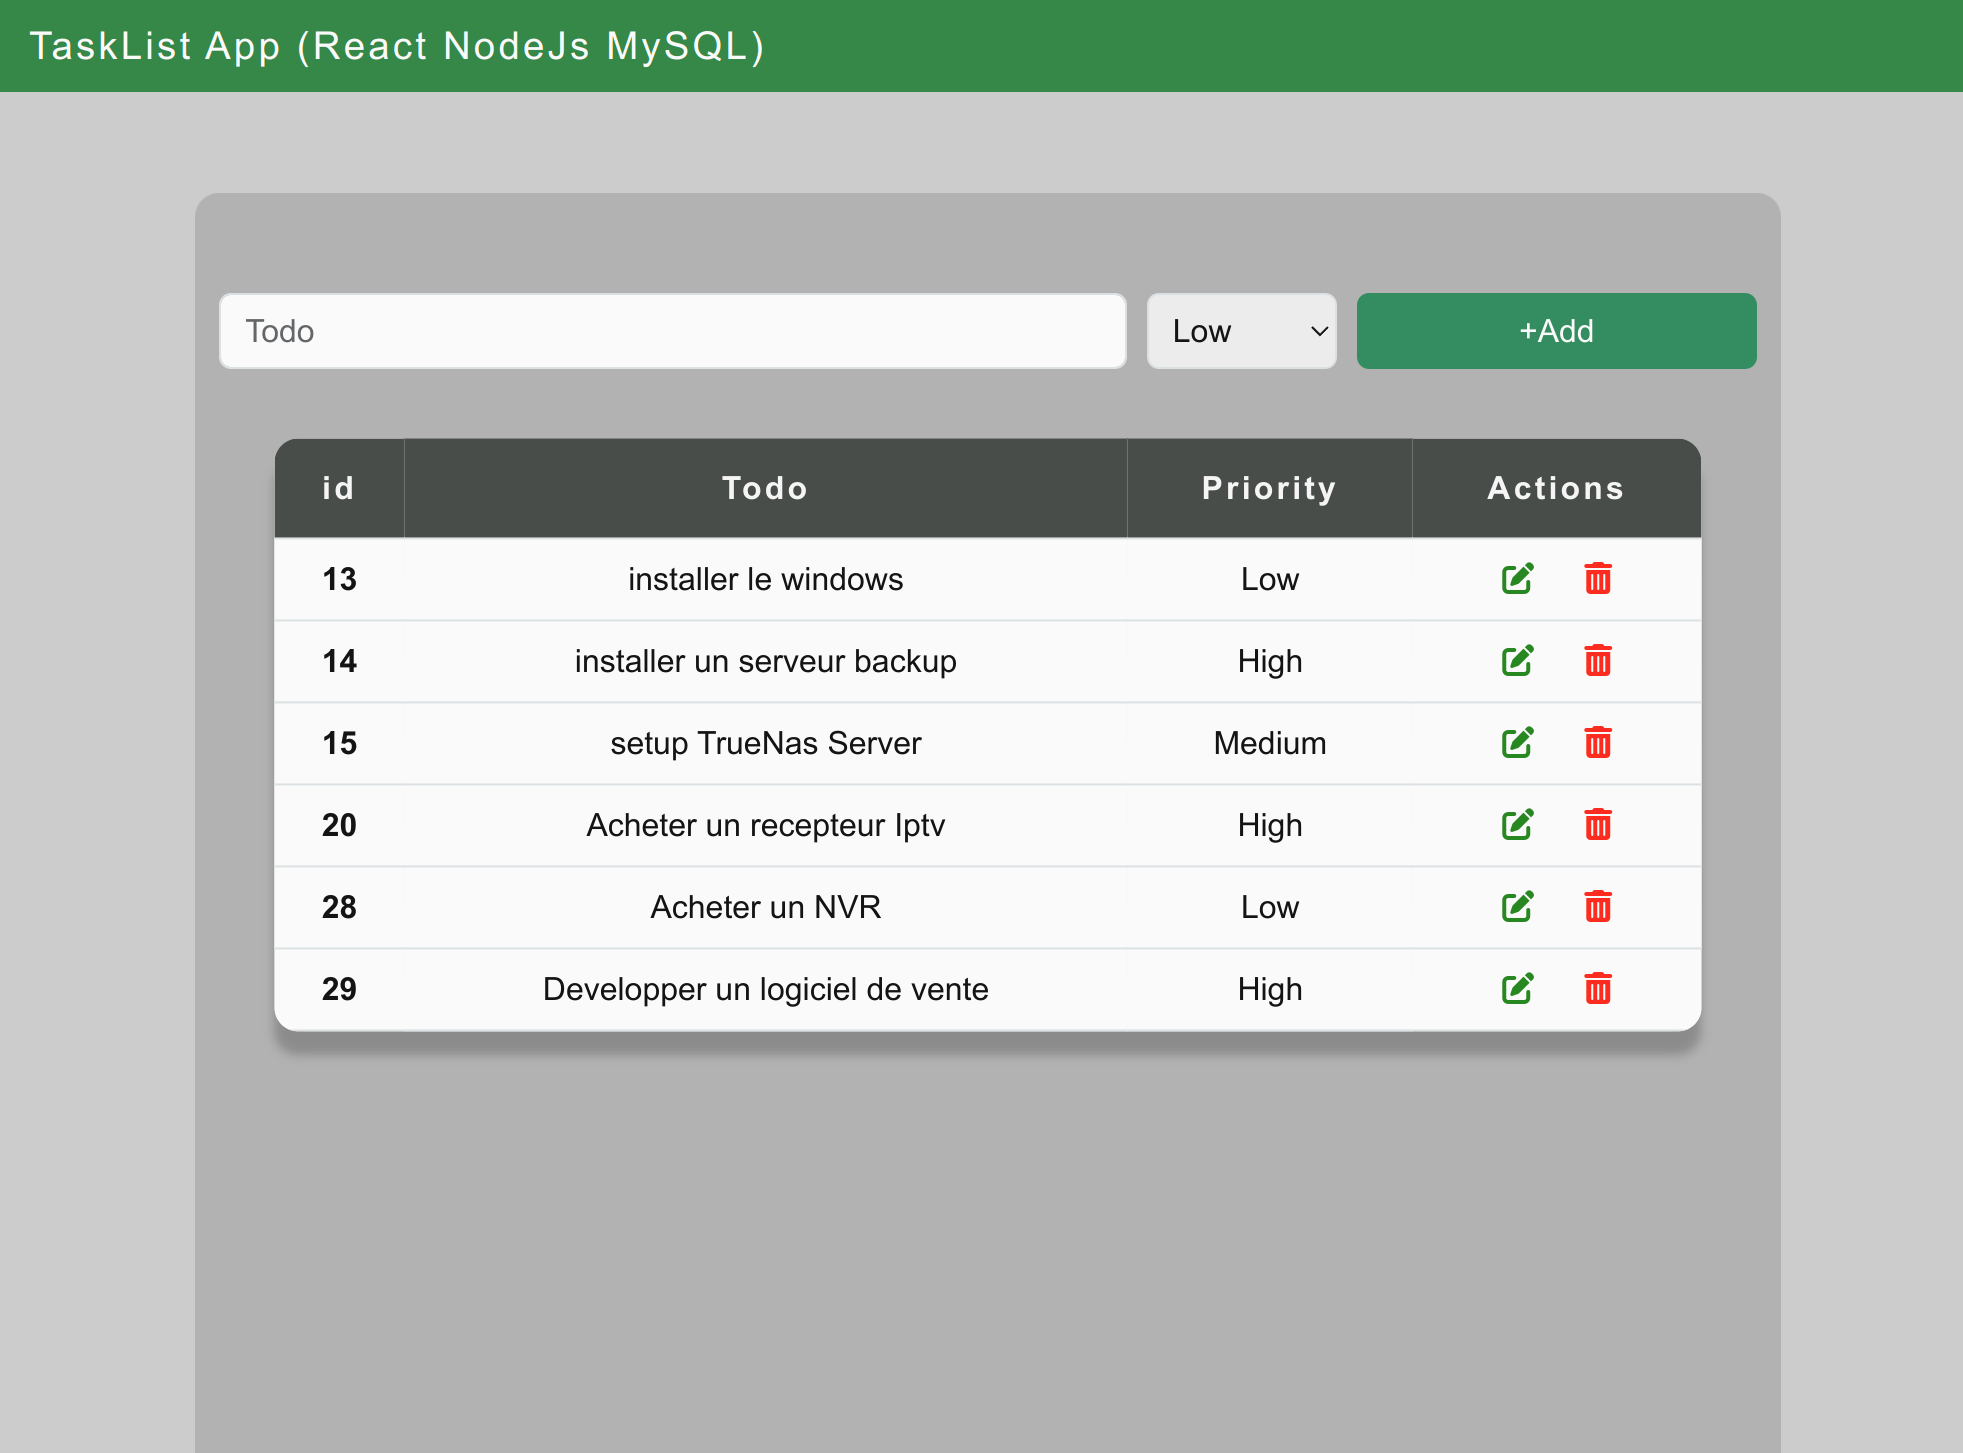 TaskList App (React NodeJs MySQL)
Todo Low +Add
id Todo Priority Actions
13 installer le windows Low
14 installer un serveur backup High
15 setup TrueNas Server Medium
20 Acheter un recepteur Iptv High
28 Acheter un NVR Low
29 Developper un logiciel de vente High